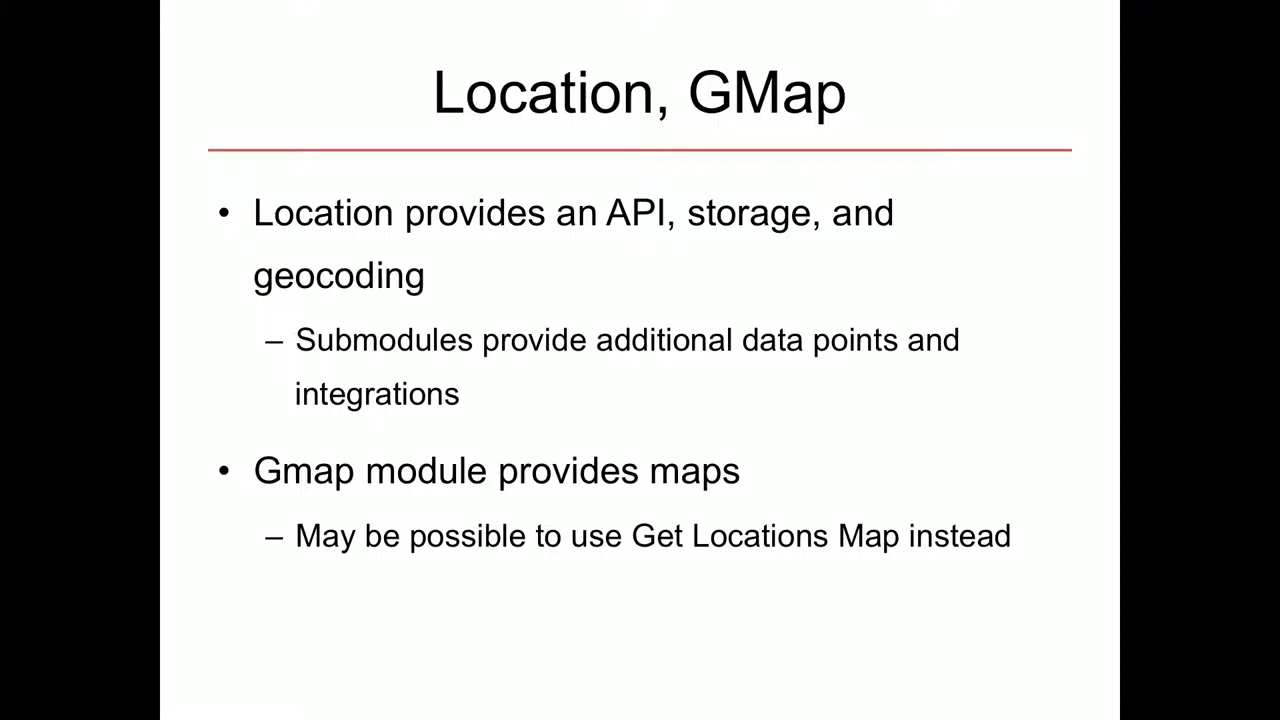 Location, GMap
• Location provides an API, storage, and
geocoding
– Submodules provide additional data points and
integrations
• Gmap module provides maps
– May be possible to use Get Locations Map instead